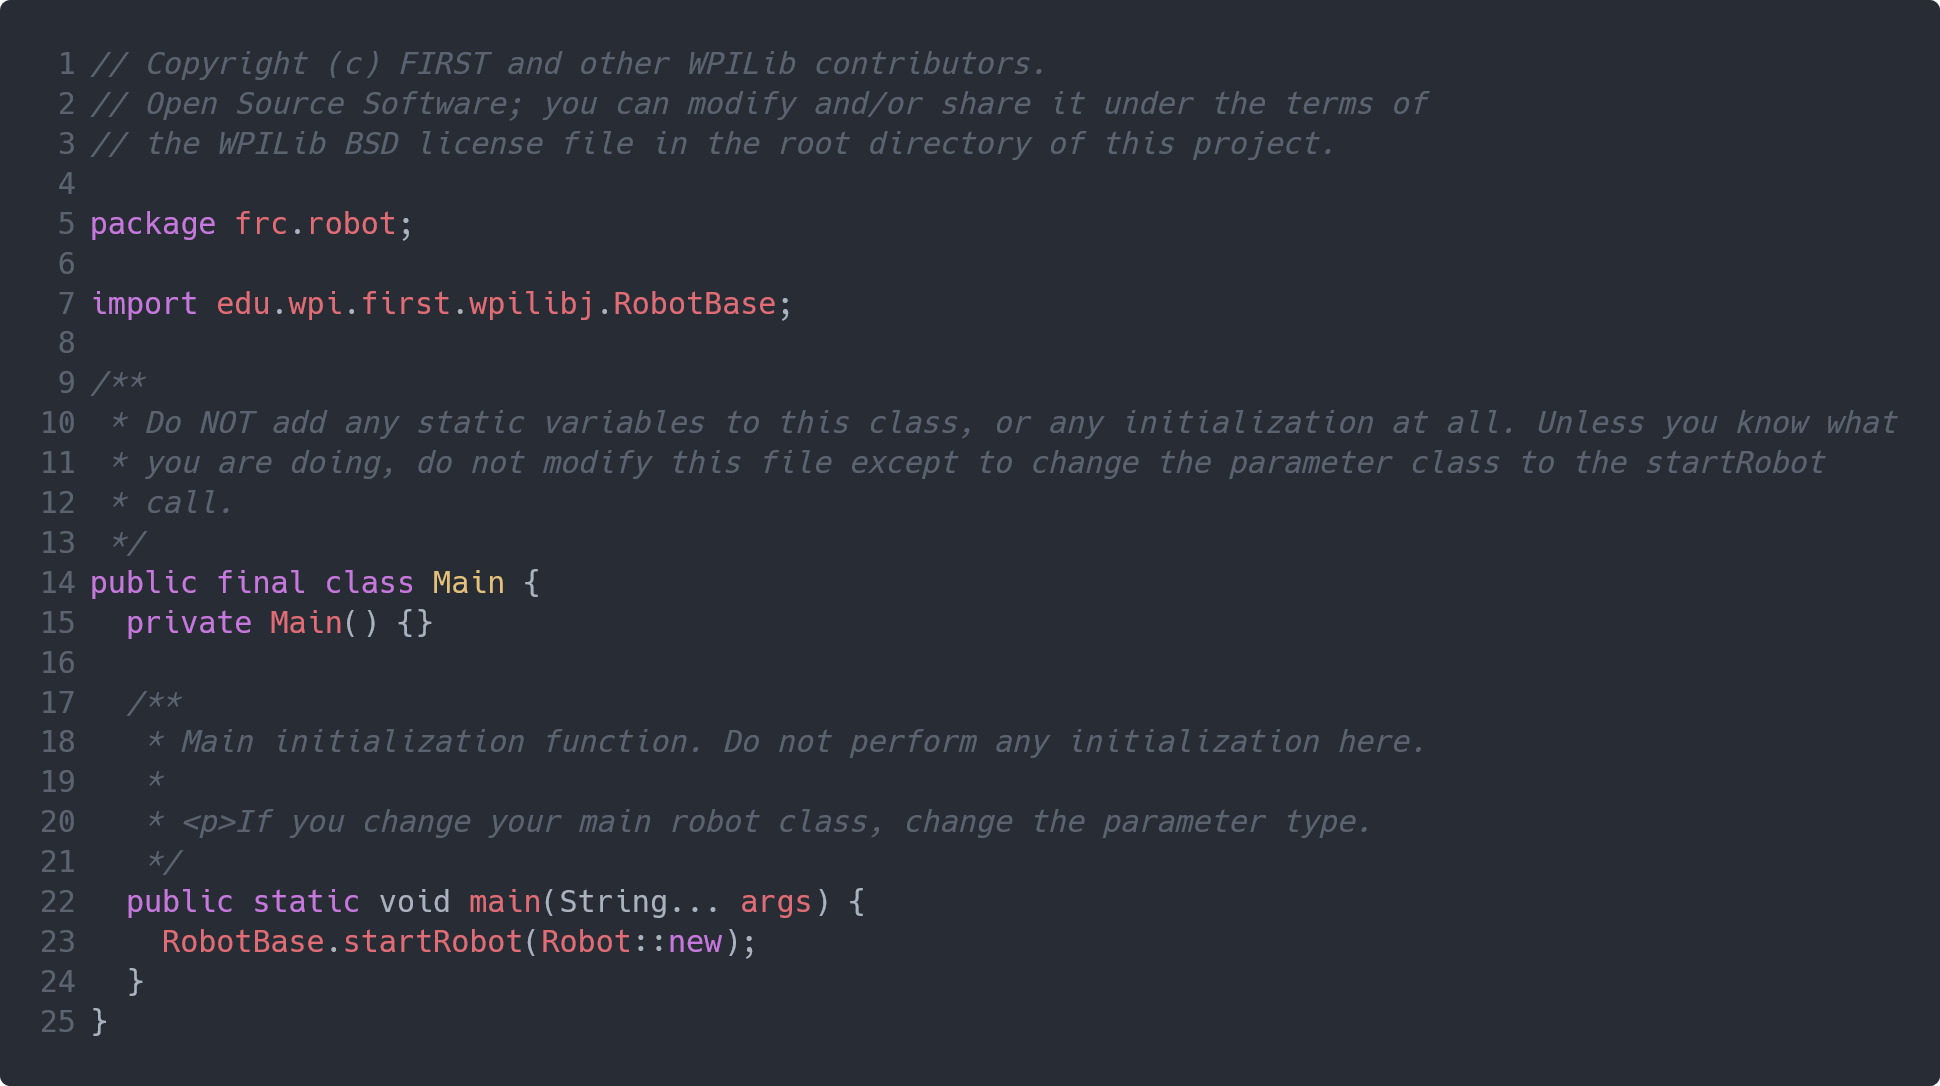 1 // Copyright (c) FIRST and other WPILib contributors.
2 // Open Source Software; you can modify and/or share it under the terms of
3 // the WPILib BSD license file in the root directory of this project.
4
5 package frc.robot;
6
7 import edu.wpi.first.wpilibj.RobotBase;
8
9 /**
10  * Do NOT add any static variables to this class, or any initialization at all. Unless you know what
11  * you are doing, do not modify this file except to change the parameter class to the startRobot
12  * call.
13  */
14 public final class Main {
15   private Main() {}
16
17   /**
18    * Main initialization function. Do not perform any initialization here.
19    *
20    * <p>If you change your main robot class, change the parameter type.
21    */
22   public static void main(String... args) {
23     RobotBase.startRobot(Robot::new);
24   }
25 }